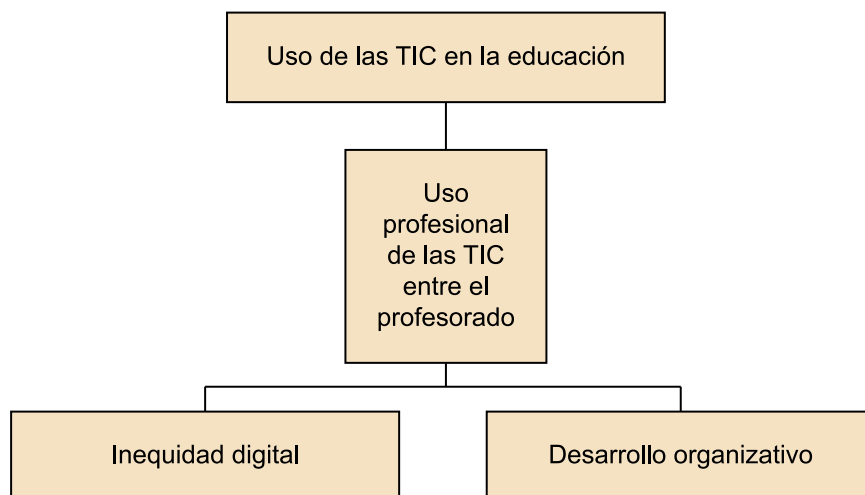 Uso de las TIC en la educación
Uso
profesional
de las TIC
entre el
profesorado
Inequidad digital
Desarrollo organizativo